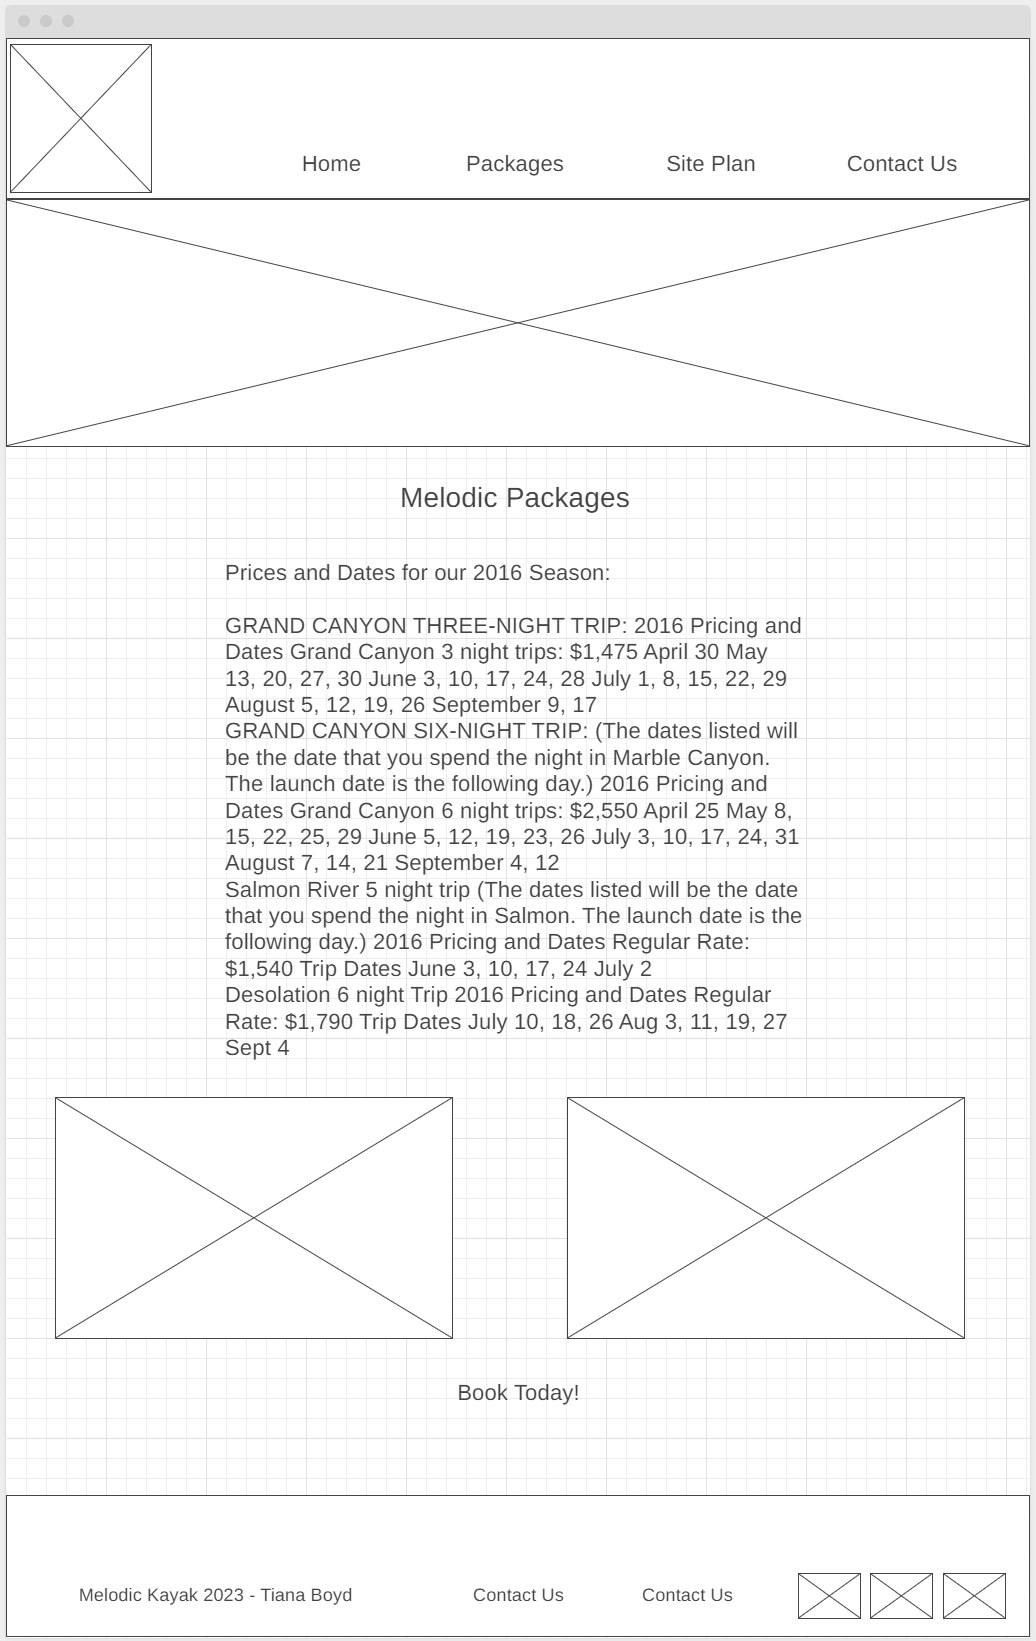 Home Packages Site Plan Contact Us
Melodic Packages
Prices and Dates for our 2016 Season:
GRAND CANYON THREE-NIGHT TRIP: 2016 Pricing and
Dates Grand Canyon 3 night trips: $1,475 April 30 May
13, 20, 27, 30 June 3, 10, 17, 24, 28 July 1, 8, 15, 22, 29
August 5, 12, 19, 26 September 9, 17
GRAND CANYON SIX-NIGHT TRIP: (The dates listed will
be the date that you spend the night in Marble Canyon.
The launch date is the following day.) 2016 Pricing and
Dates Grand Canyon 6 night trips: $2,550 April 25 May 8,
15, 22, 25, 29 June 5, 12, 19, 23, 26 July 3, 10, 17, 24, 31
August 7, 14, 21 September 4, 12
Salmon River 5 night trip (The dates listed will be the date
that you spend the night in Salmon. The launch date is the
following day.) 2016 Pricing and Dates Regular Rate:
$1,540 Trip Dates June 3, 10, 17, 24 July 2
Desolation 6 night Trip 2016 Pricing and Dates Regular
Rate: $1,790 Trip Dates July 10, 18, 26 Aug 3, 11, 19, 27
Sept 4
Book Today!
Melodic Kayak 2023 - Tiana Boyd Contact Us Contact Us